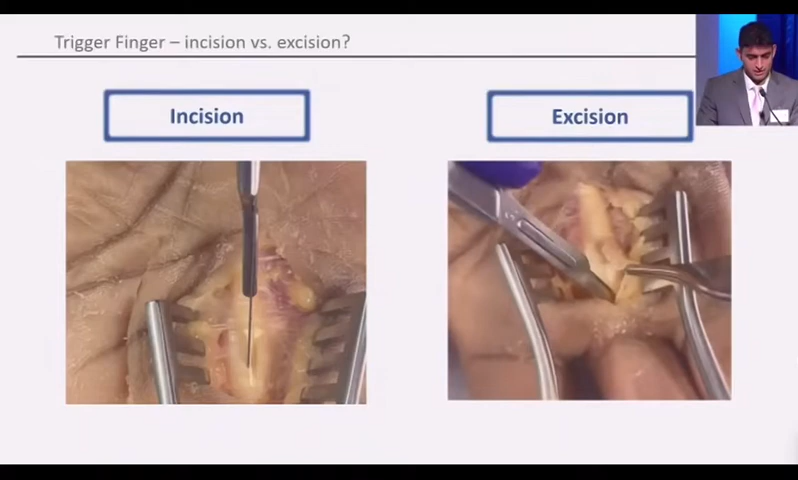 Trigger Finger – incision vs. excision?
Incision
Excision